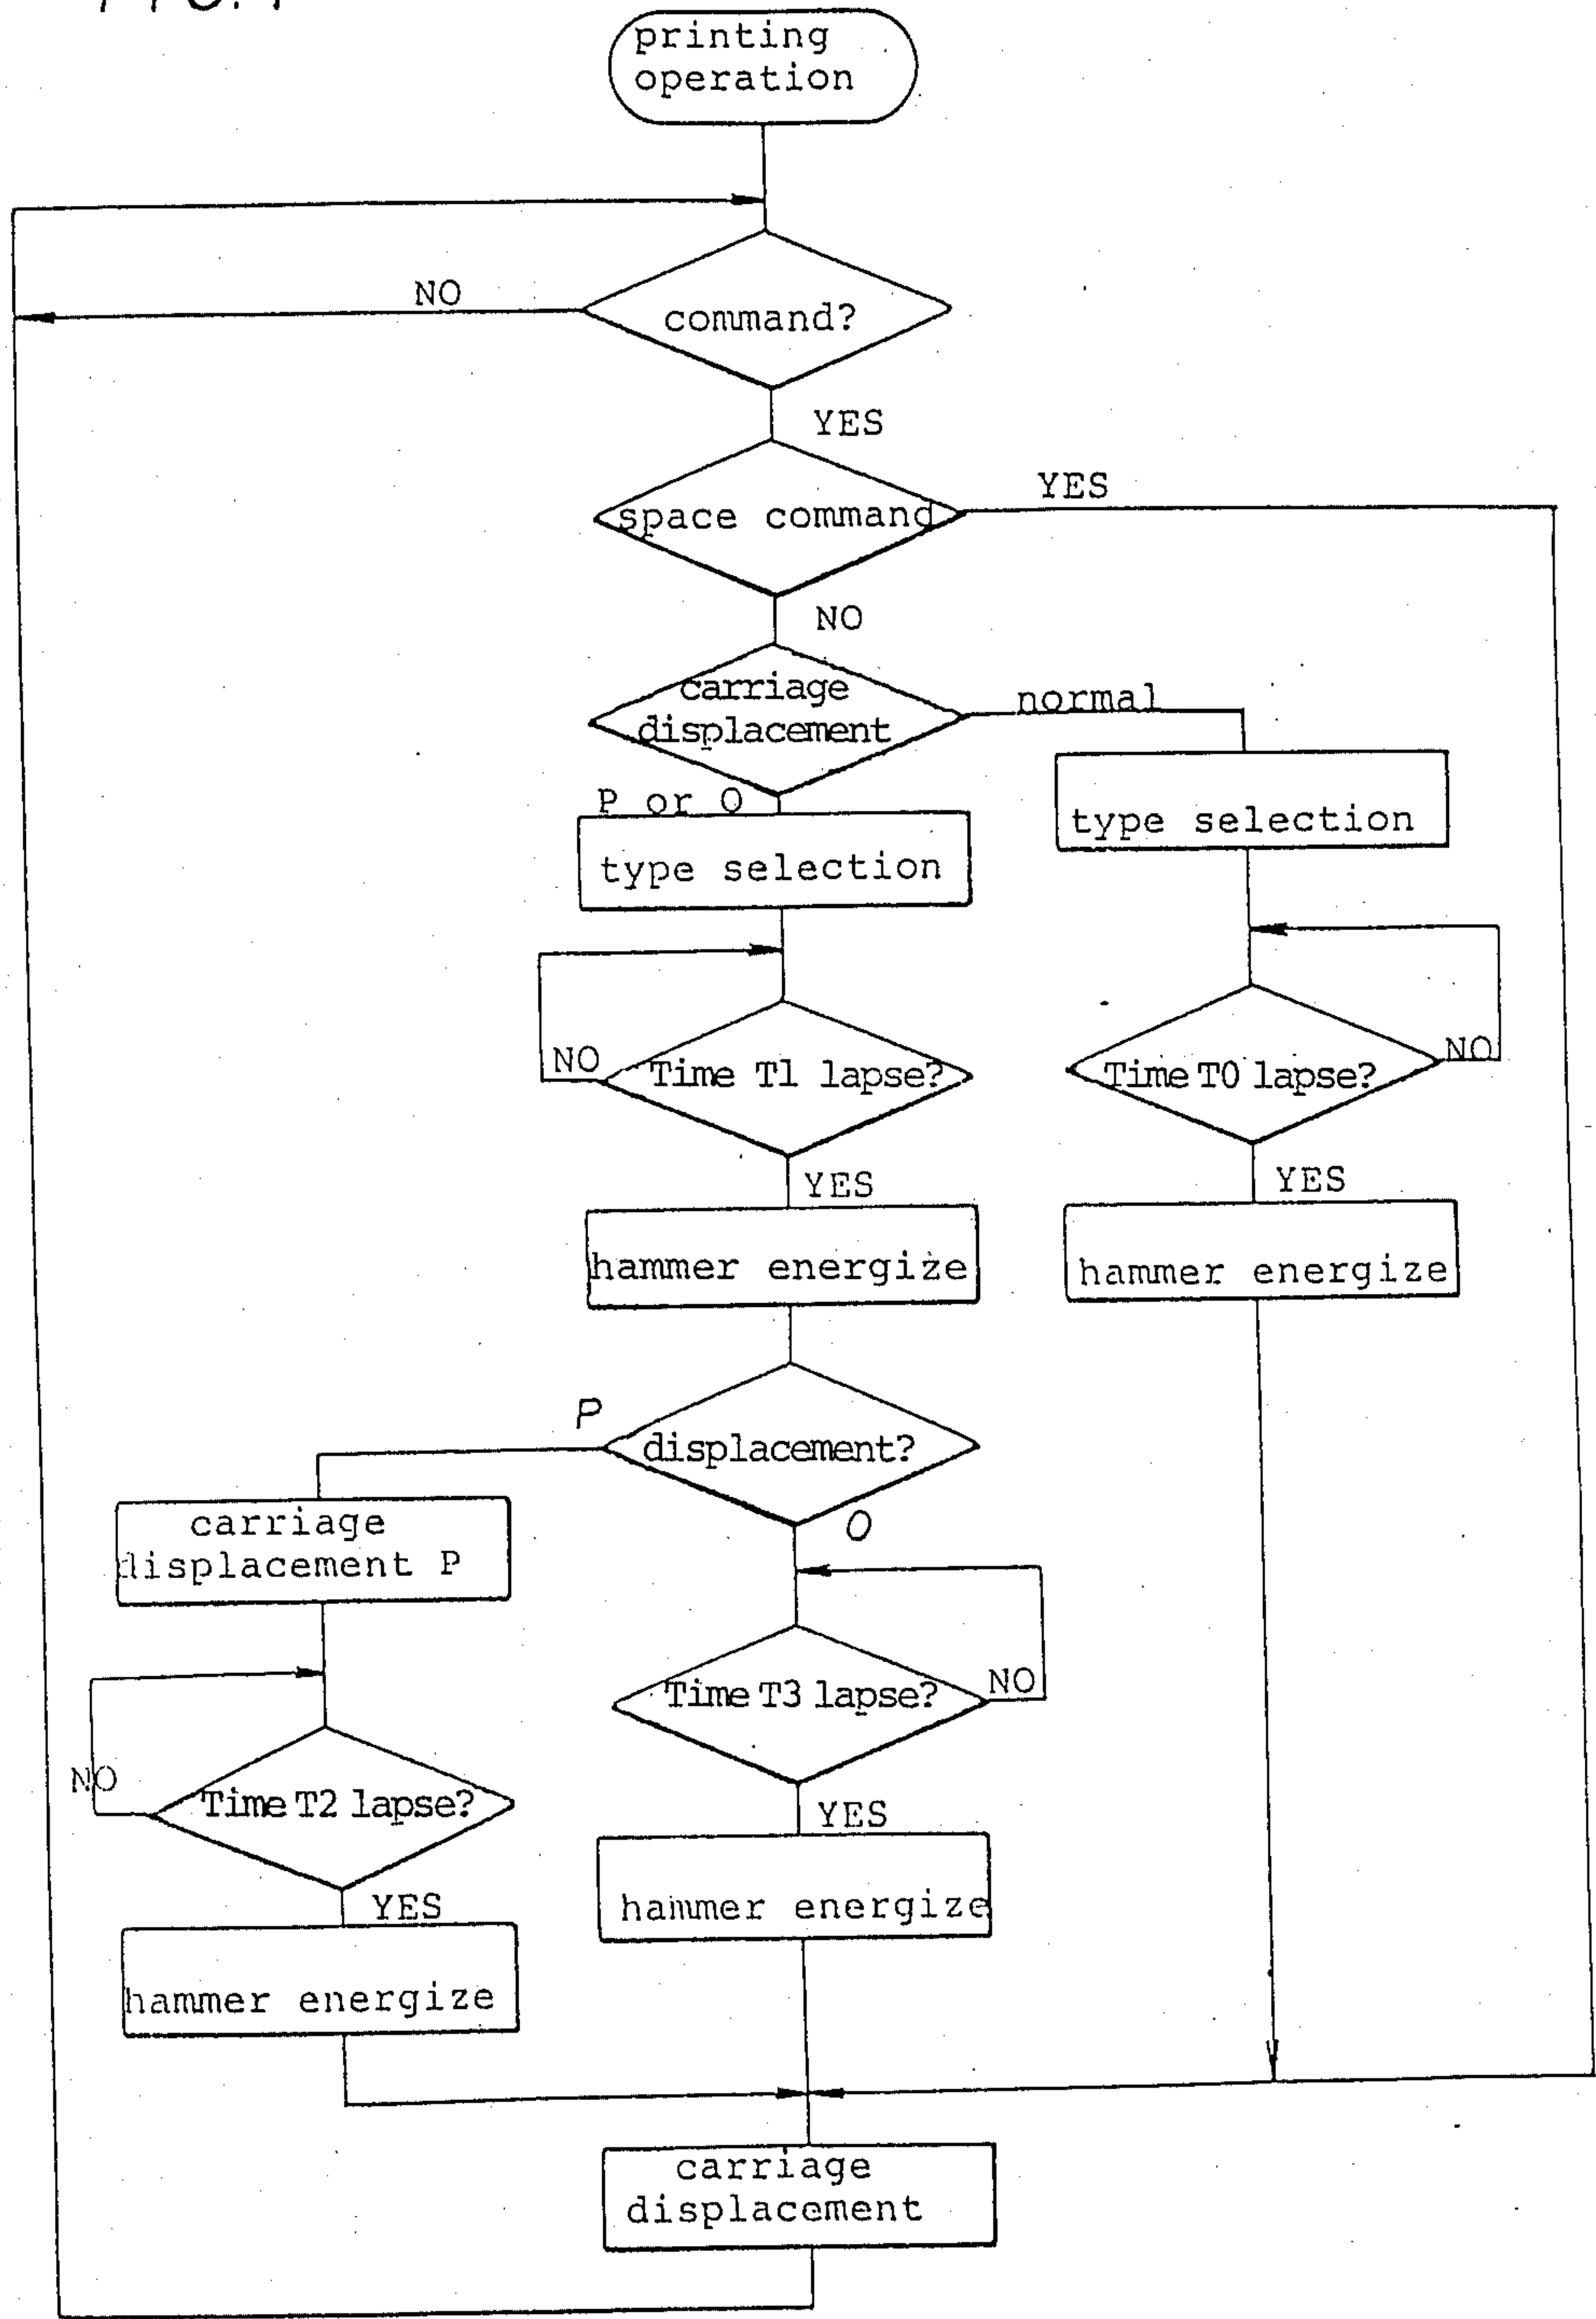 printing
operation
NO
command?
YES
space command
YES
NO
carriage
displacement
normal
P or O
type selection
type selection
NO
Time T1 lapse?
Time T0 lapse?
NO
YES
YES
hammer energize
hammer energize
P
displacement?
O
carriage
displacement P
Time T3 lapse?
NO
NO
Time T2 lapse?
YES
YES
hammer energize
hammer energize
carriage
displacement